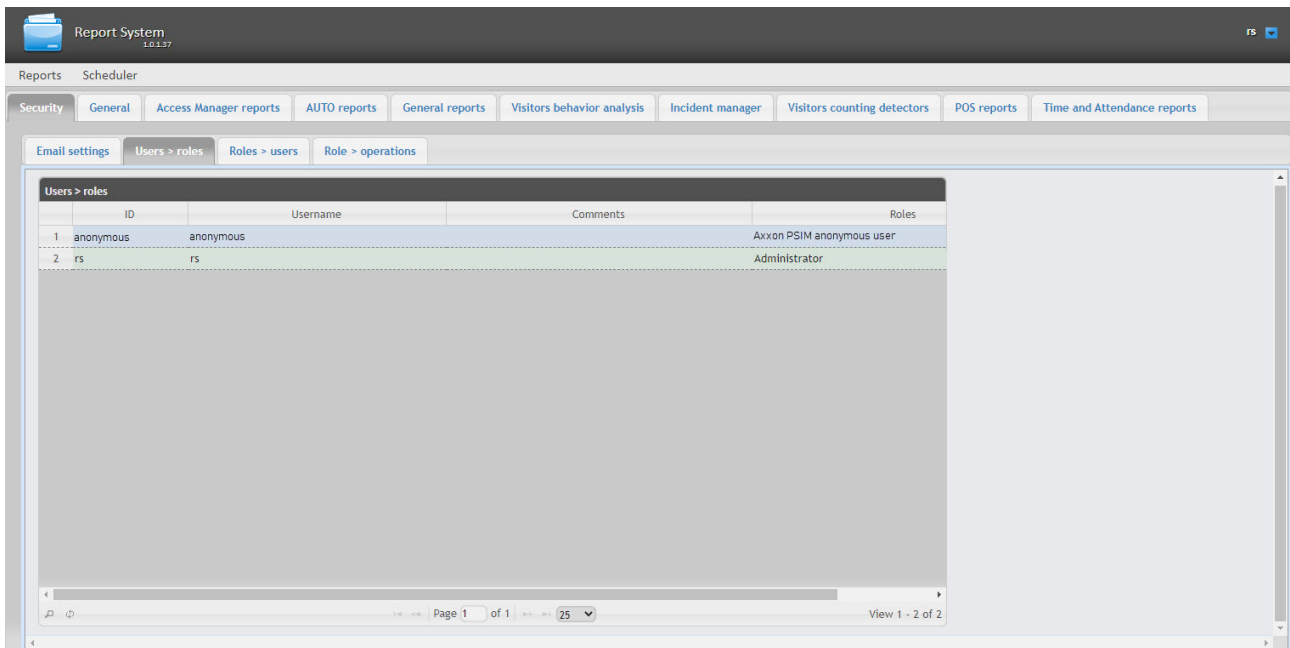 Report System
1.0.1.37
rs
Reports Scheduler
Security General Access Manager reports AUTO reports General reports Visitors behavior analysis Incident manager Visitors counting detectors POS reports Time and Attendance reports
Email settings Users > roles Roles > users Role > operations
Users > roles
ID Username Comments Roles
1 anonymous anonymous Axxon PSIM anonymous user
2 rs rs Administrator
Page 1 of 1 25 View 1 - 2 of 2